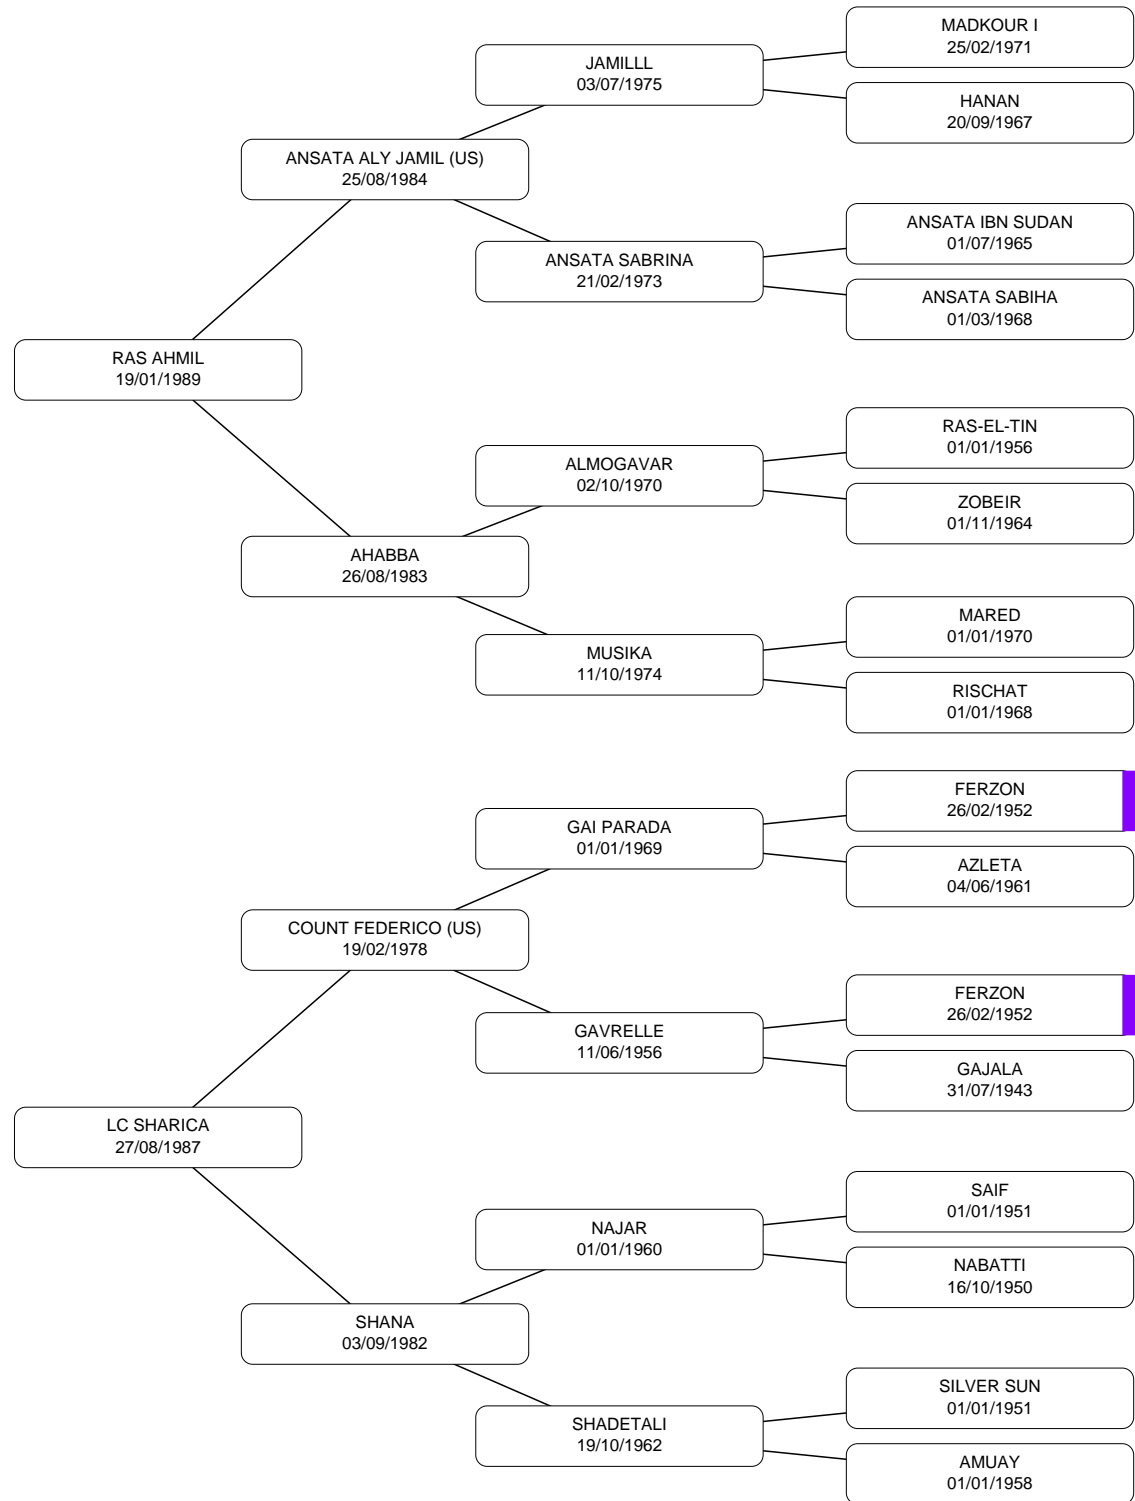 MADKOUR I
25/02/1971
JAMILLL
03/07/1975
HANAN
20/09/1967
ANSATA ALY JAMIL (US)
25/08/1984
ANSATA IBN SUDAN
01/07/1965
ANSATA SABRINA
21/02/1973
ANSATA SABIHA
01/03/1968
RAS AHMIL
19/01/1989
RAS-EL-TIN
01/01/1956
ALMOGAVAR
02/10/1970
ZOBEIR
01/11/1964
AHABBA
26/08/1983
MARED
01/01/1970
MUSIKA
11/10/1974
RISCHAT
01/01/1968
FERZON
26/02/1952
GAI PARADA
01/01/1969
AZLETA
04/06/1961
COUNT FEDERICO (US)
19/02/1978
FERZON
26/02/1952
GAVRELLE
11/06/1956
GAJALA
31/07/1943
LC SHARICA
27/08/1987
SAIF
01/01/1951
NAJAR
01/01/1960
NABATTI
16/10/1950
SHANA
03/09/1982
SILVER SUN
01/01/1951
SHADETALI
19/10/1962
AMUAY
01/01/1958